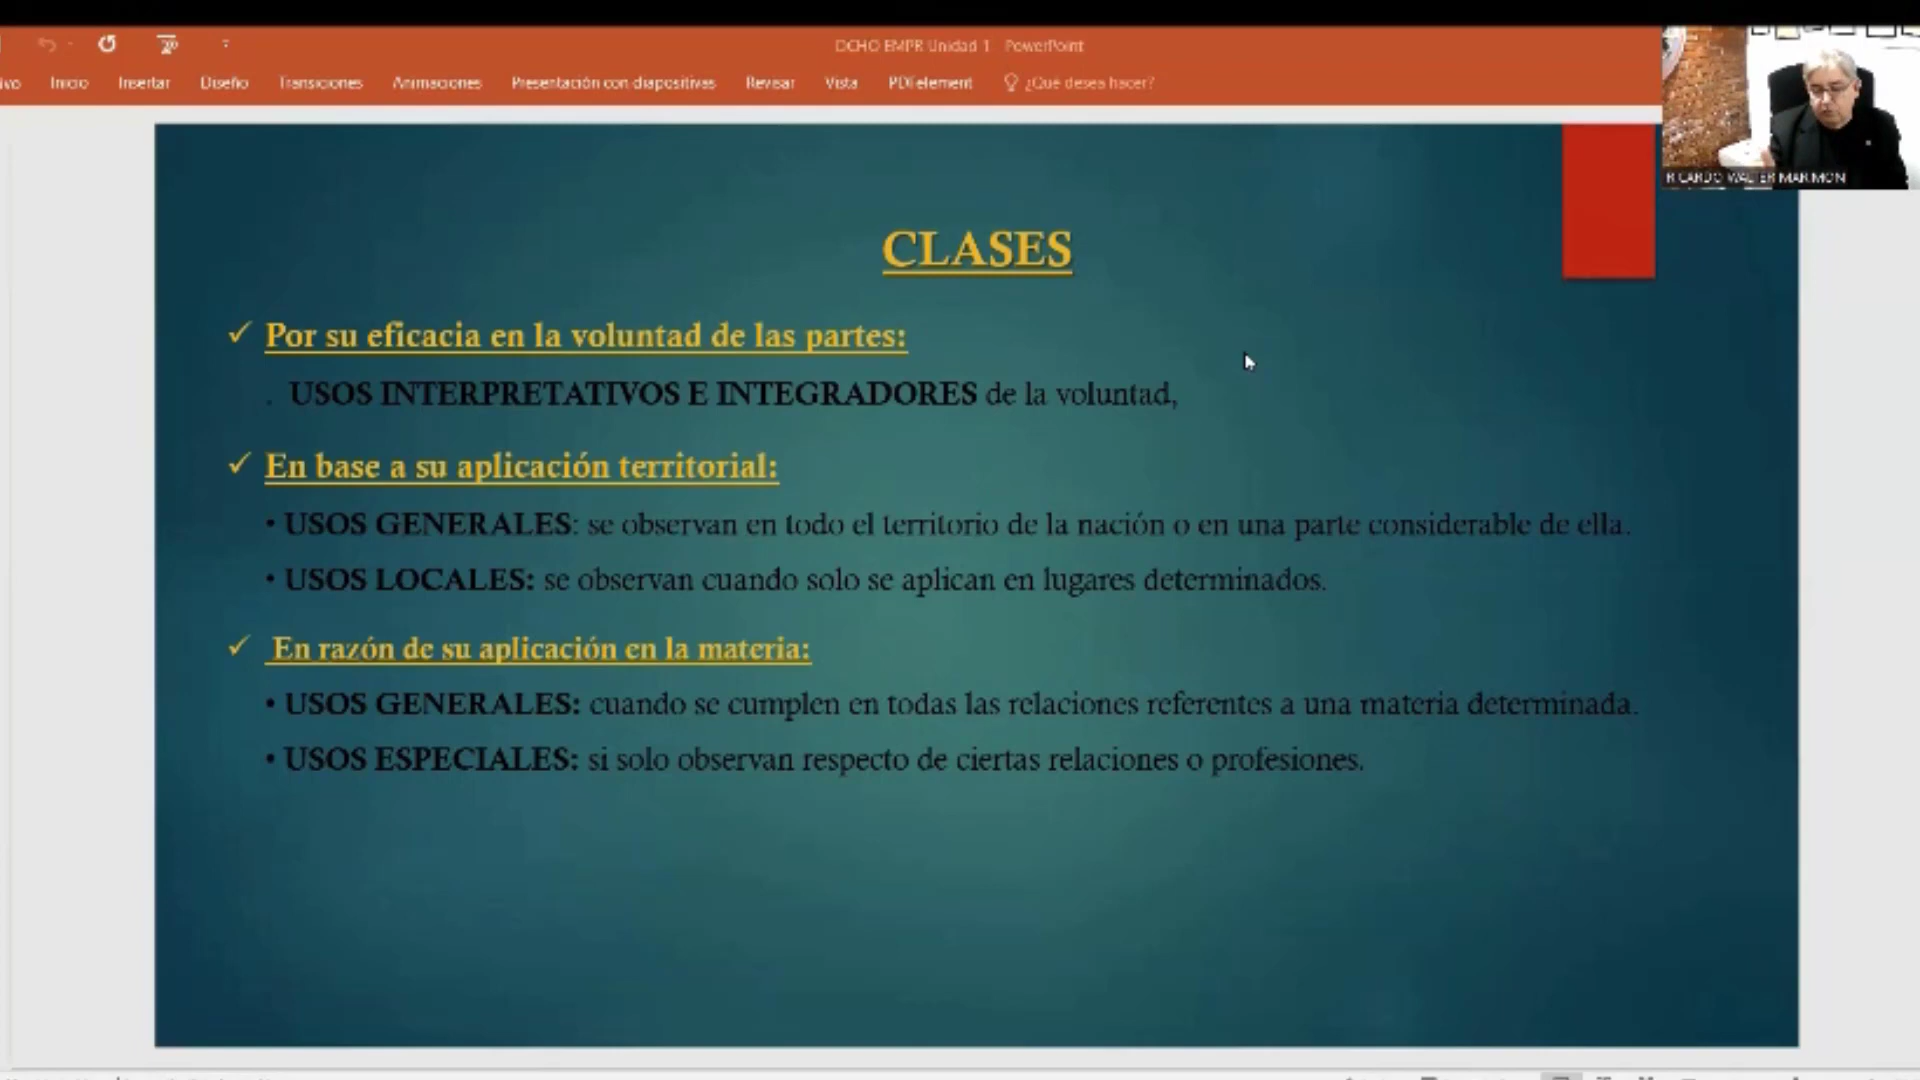 DCHO EMPR Unidad 1 - PowerPoint
Inicio Insertar Diseño Transiciones Animaciones Presentación con diapositivas Revisar Vista PDFelement ¿Qué desea hacer?
RICARDO WALTER MARIMON
CLASES
✓ Por su eficacia en la voluntad de las partes:
. USOS INTERPRETATIVOS E INTEGRADORES de la voluntad,
✓ En base a su aplicación territorial:
• USOS GENERALES: se observan en todo el territorio de la nación o en una parte considerable de ella.
• USOS LOCALES: se observan cuando solo se aplican en lugares determinados.
✓ En razón de su aplicación en la materia:
• USOS GENERALES: cuando se cumplen en todas las relaciones referentes a una materia determinada.
• USOS ESPECIALES: si solo observan respecto de ciertas relaciones o profesiones.